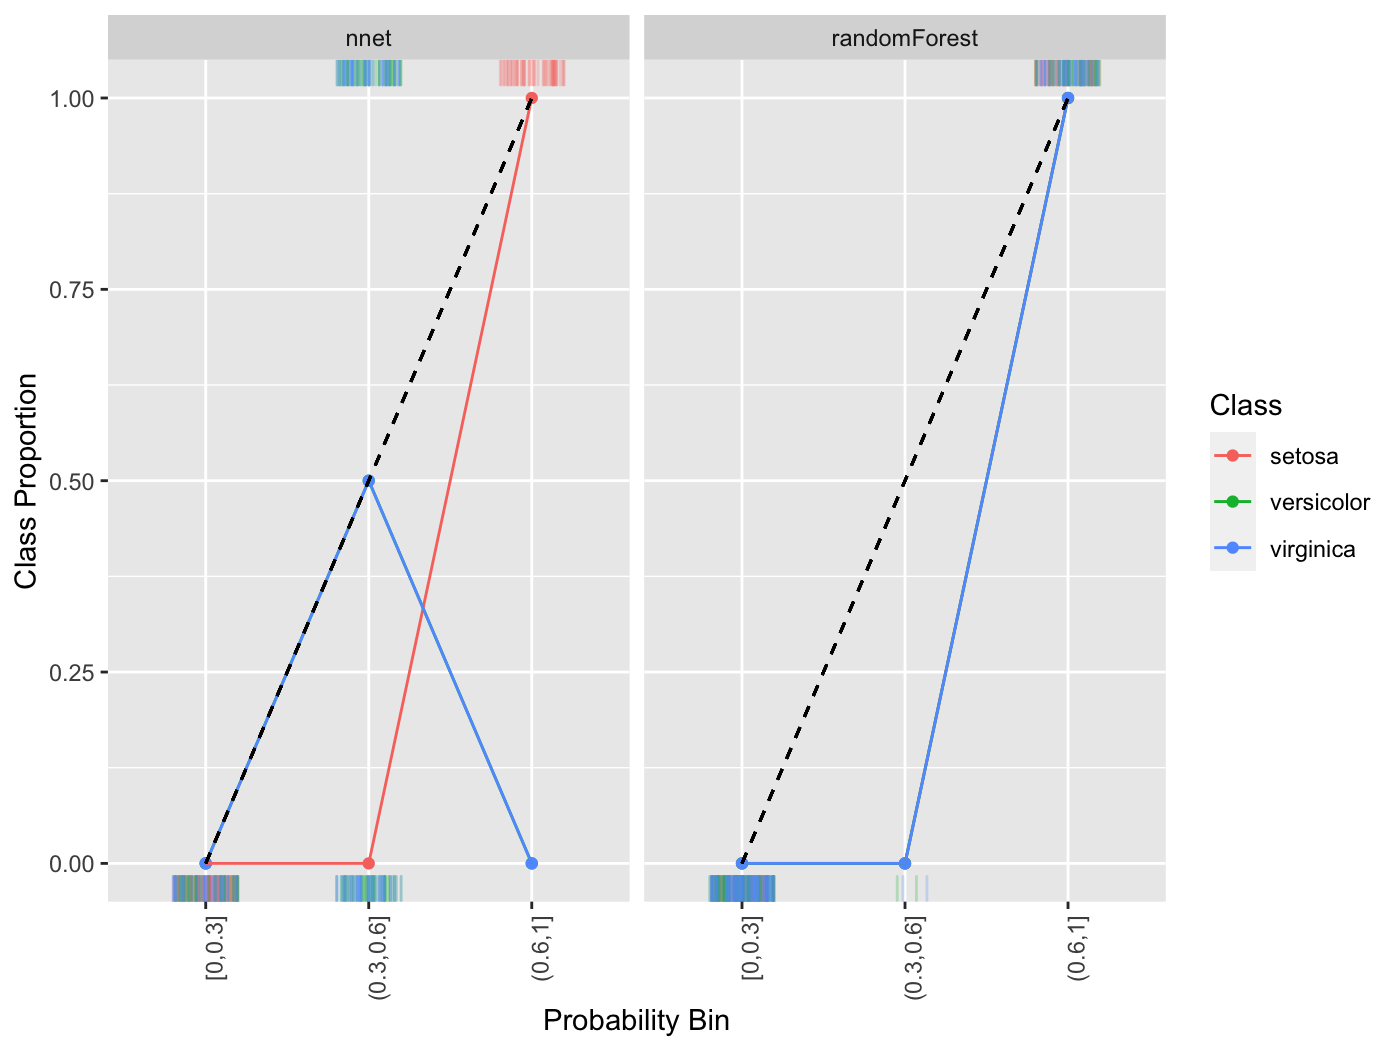 nnet
randomForest
1.00
0.75
0.50
0.25
0.00
Class Proportion
[0,0.3]
(0.3,0.6]
(0.6,1]
[0,0.3]
(0.3,0.6]
(0.6,1]
Probability Bin
Class
setosa
versicolor
virginica